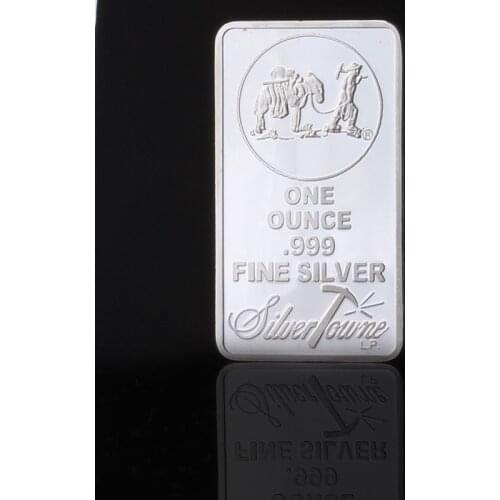 ®
ONE
OUNCE
.999
FINE SILVER
SilverTowne
L.P.